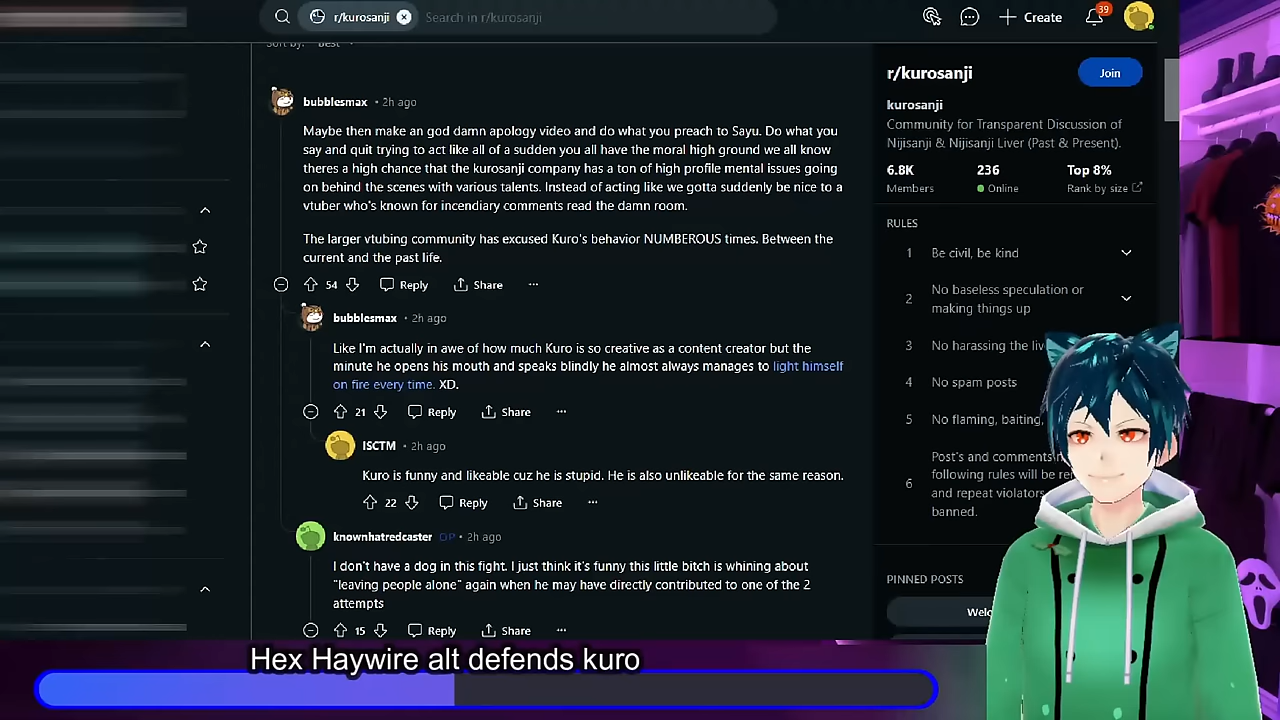 r/kurosanji
Search in r/kurosanji
Create
39
Sort by: Best
bubblesmax • 2h ago
Maybe then make an god damn apology video and do what you preach to Sayu. Do what you
say and quit trying to act like all of a sudden you all have the moral high ground we all know
theres a high chance that the kurosanji company has a ton of high profile mental issues going
on behind the scenes with various talents. Instead of acting like we gotta suddenly be nice to a
vtuber who's known for incendiary comments read the damn room.
The larger vtubing community has excused Kuro's behavior NUMBEROUS times. Between the
current and the past life.
54 Reply Share
bubblesmax • 2h ago
Like I'm actually in awe of how much Kuro is so creative as a content creator but the
minute he opens his mouth and speaks blindly he almost always manages to light himself
on fire every time. XD.
21 Reply Share
ISCTM • 2h ago
Kuro is funny and likeable cuz he is stupid. He is also unlikeable for the same reason.
22 Reply Share
knownhatredcaster OP • 2h ago
I don't have a dog in this fight. I just think it's funny this little bitch is whining about
"leaving people alone" again when he may have directly contributed to one of the 2
attempts
15 Reply Share
r/kurosanji
Join
kurosanji
Community for Transparent Discussion of
Nijisanji & Nijisanji Liver (Past & Present).
6.8K 236 Top 8%
Members Online Rank by size
RULES
1 Be civil, be kind
2 No baseless speculation or
making things up
3 No harassing the
4 No spam posts
5 No flaming, baiting,
6 Post's and comments
following rules will be
and repeat violators
banned.
PINNED POSTS
Hex Haywire alt defends kuro